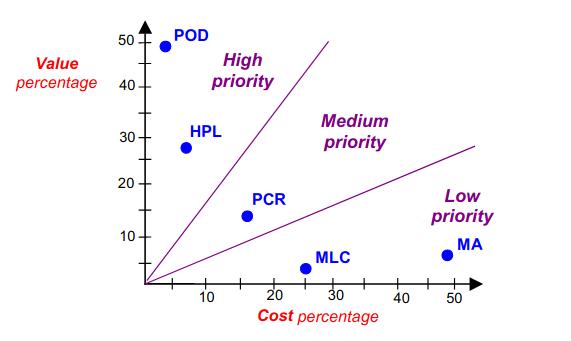 50
POD
Value
percentage
High
priority
40
Medium
priority
30
HPL
20
PCR
Low
priority
10
MLC
MA
10
20
30
40
50
Cost percentage